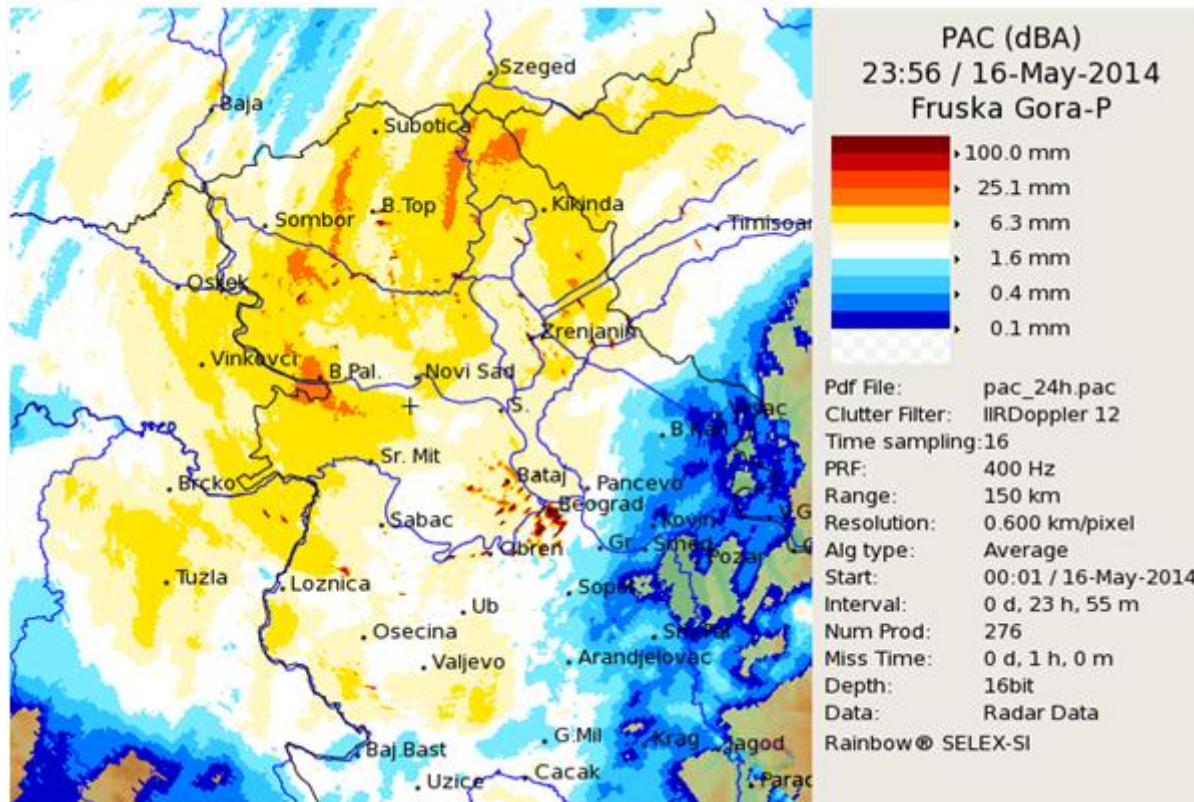 PAC (dBA)
23:56 / 16-May-2014
Fruska Gora-P
100.0 mm
25.1 mm
6.3 mm
1.6 mm
0.4 mm
0.1 mm
Pdf File: pac_24h.pac
Clutter Filter: IIRDoppler 12
Time sampling:16
PRF: 400 Hz
Range: 150 km
Resolution: 0.600 km/pixel
Alg type: Average
Start: 00:01 / 16-May-2014
Interval: 0 d, 23 h, 55 m
Num Prod: 276
Miss Time: 0 d, 1 h, 0 m
Depth: 16bit
Data: Radar Data
Rainbow® SELEX-SI
Szeged
Baja
Subotica
B.Top
Kikinda
Sombor
Timisoar
Osijek
Zrenjanin
Vinkovci
B.Pal.
Novi Sad
S.
Vrsac
Sr. Mit
Bataj
Pancevo
Brcko
Beograd
Sabac
Kovin
V.G
Obren
Gr.
Smed
Pozar
Tuzla
Loznica
Sopot
Ub
Osecina
Valjevo
Arandjelovac
G.Mil
Krag
Jagod
Baj.Bast
Uzice
Cacak
Parac